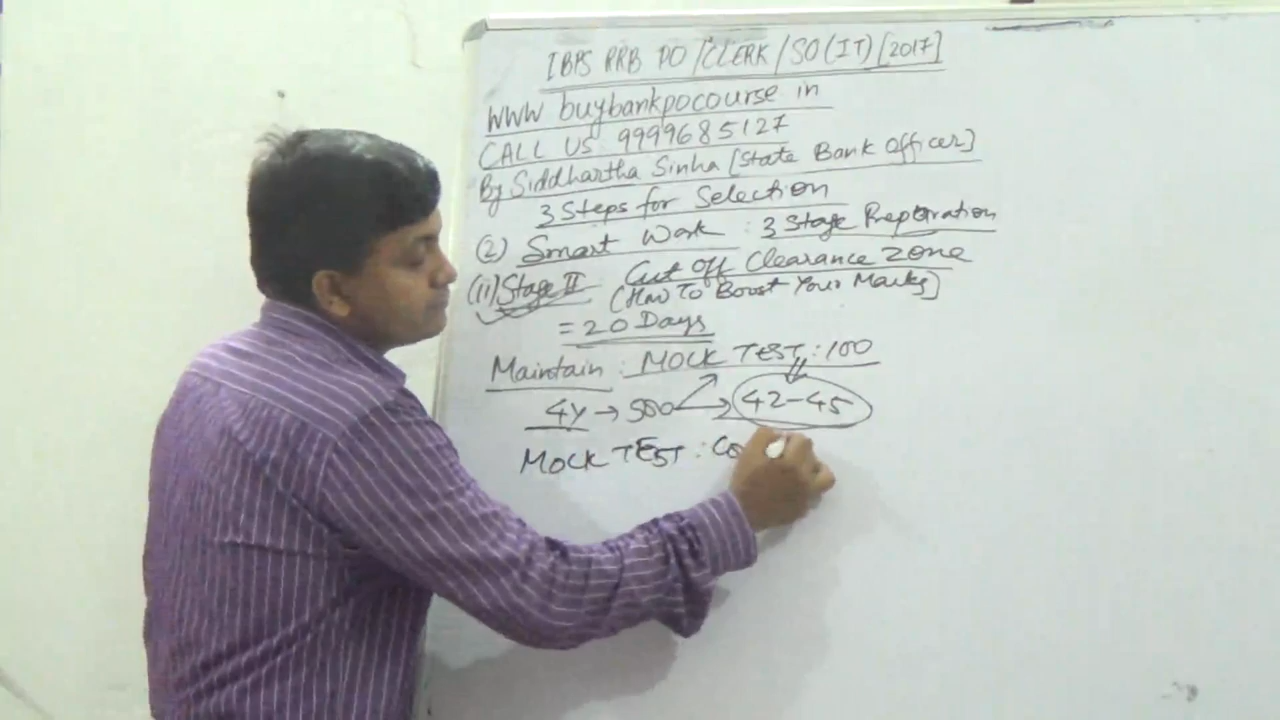 IBPS RRB PO/CLERK/SO(IT)[2017]
WWW buybankpocourse in
CALL US 9999685127
By Siddhartha Sinha [State Bank Officer]
3 Steps for Selection
(2) Smart Work : 3 Stage Preparation
(11) Stage II Cut Off Clearance Zone
(How To Boost Your Marks)
= 20 Days
Maintain : MOCK TEST : 100
4Y → 500 → 42-45
MOCK TEST : Co